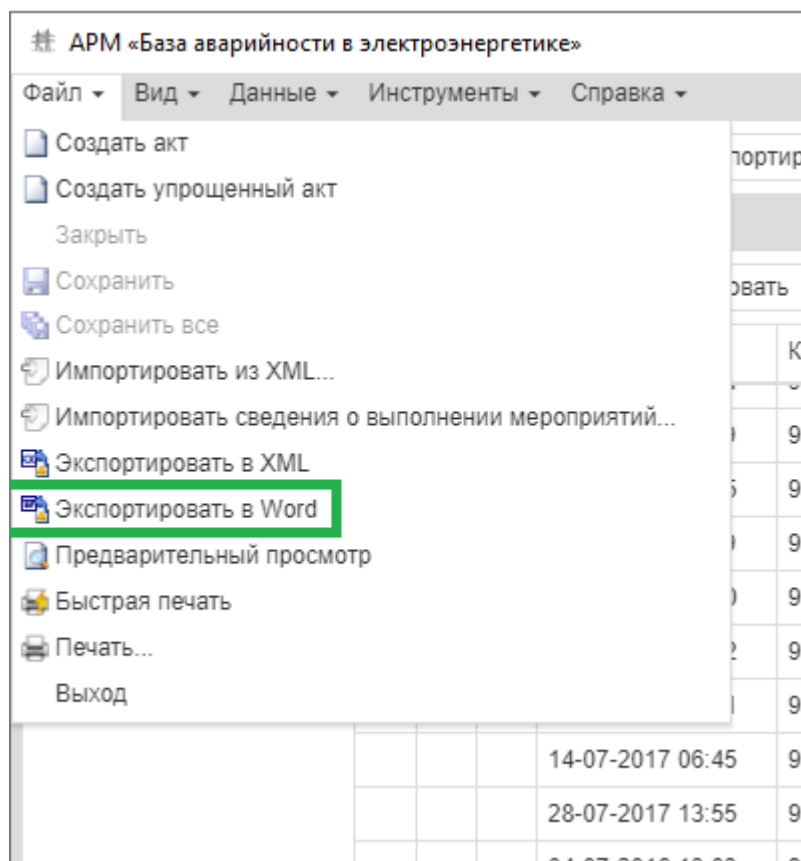 АРМ «База аварийности в электроэнергетике»
Файл Вид Данные Инструменты Справка
Создать акт
Создать упрощенный акт
Закрыть
Сохранить
Сохранить все
Импортировать из XML...
Импортировать сведения о выполнении мероприятий...
Экспортировать в XML
Экспортировать в Word
Предварительный просмотр
Быстрая печать
Печать...
Выход
14-07-2017 06:45 9
28-07-2017 13:55 9